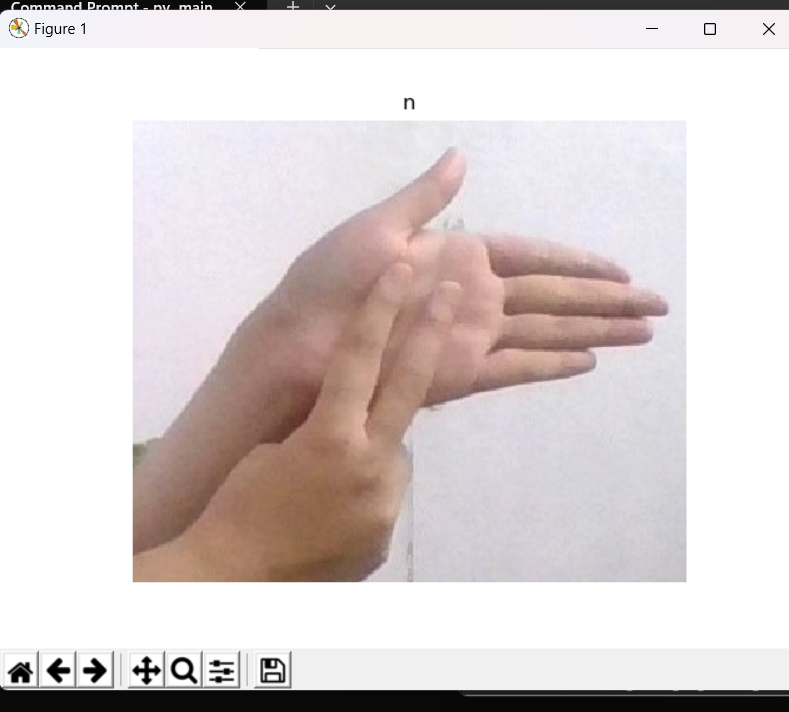 Command Prompt - py main
Figure 1
n